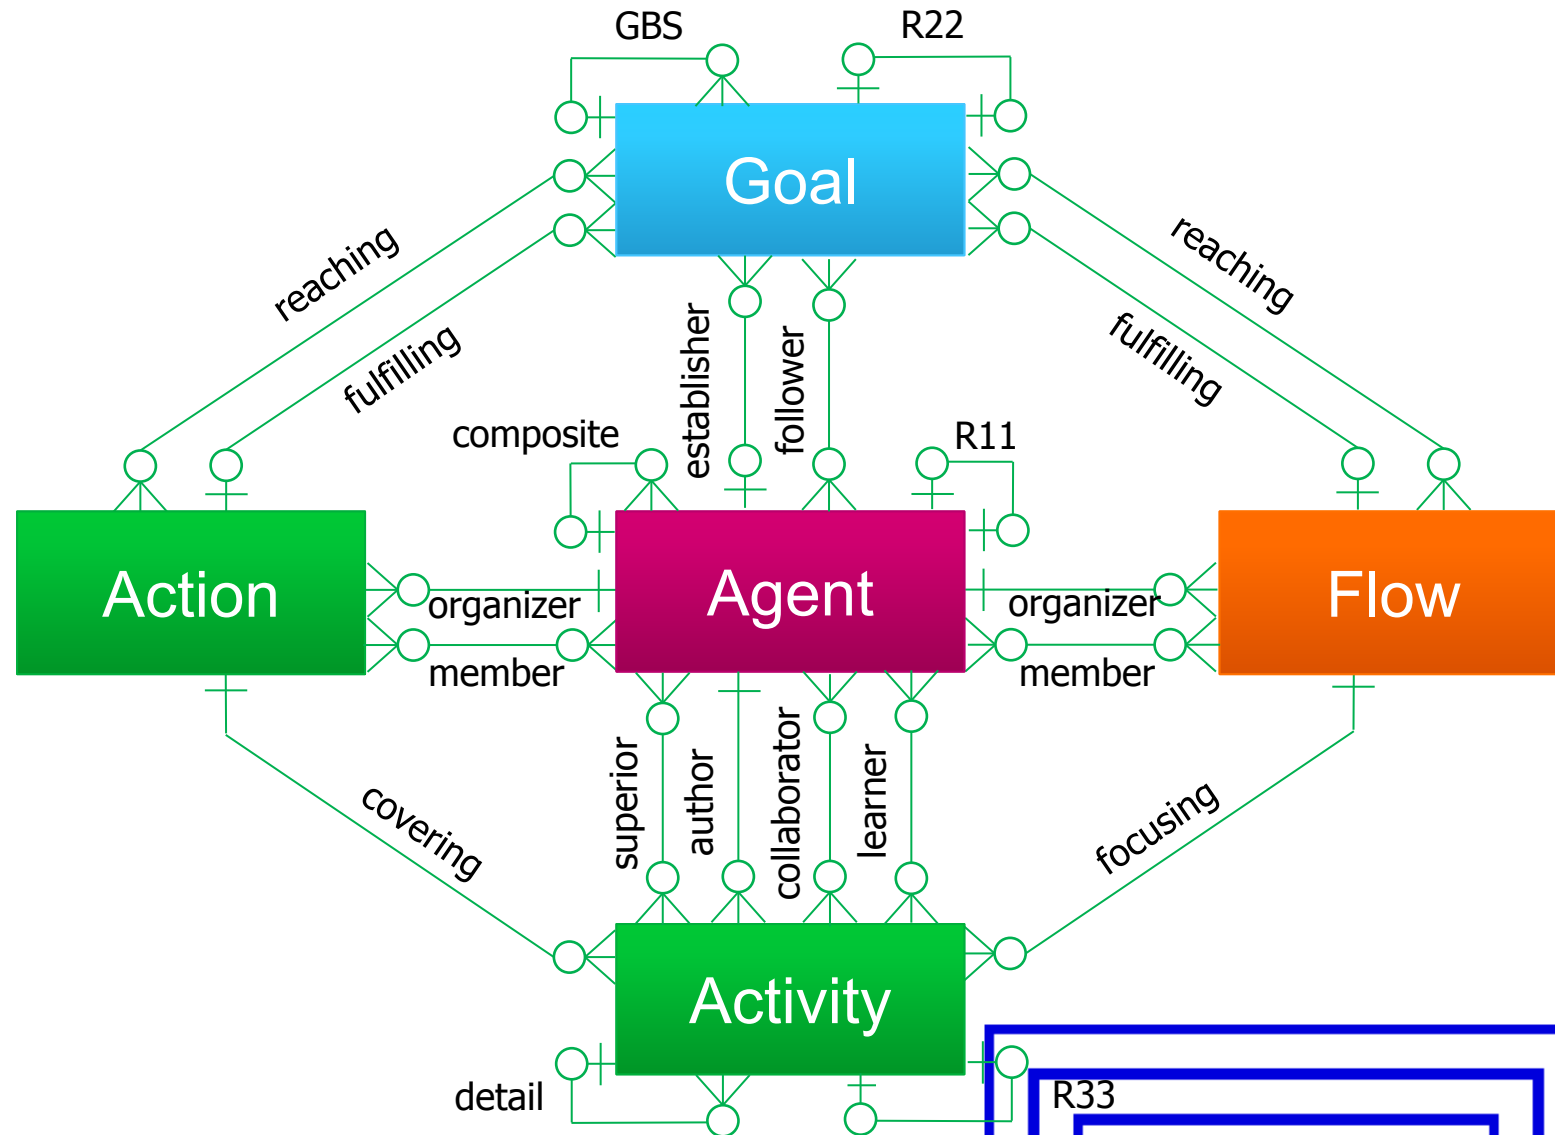 GBS
R22
Goal
reaching
fulfilling
reaching
fulfilling
establisher
follower
composite
R11
Action
Agent
Flow
organizer
organizer
member
member
superior
author
collaborator
learner
covering
focusing
Activity
detail
R33